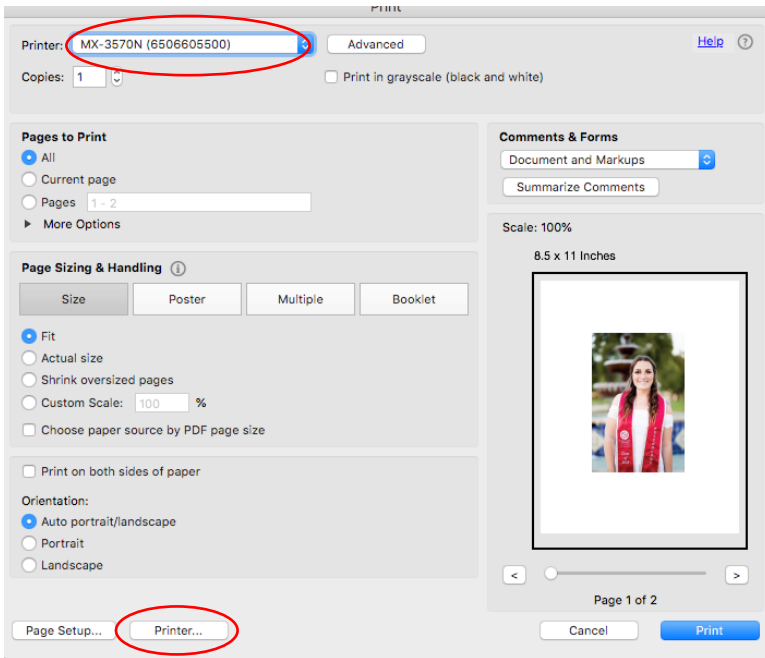 Print
Printer: MX-3570N (6506605500) Advanced Help ?
Copies: 1 Print in grayscale (black and white)
Pages to Print
All
Current page
Pages 1 - 2
More Options
Comments & Forms
Document and Markups
Summarize Comments
Page Sizing & Handling i
Size Poster Multiple Booklet
Fit
Actual size
Shrink oversized pages
Custom Scale: 100 %
Choose paper source by PDF page size
Print on both sides of paper
Orientation:
Auto portrait/landscape
Portrait
Landscape
Scale: 100%
8.5 x 11 Inches
< >
Page 1 of 2
Page Setup... Printer... Cancel Print